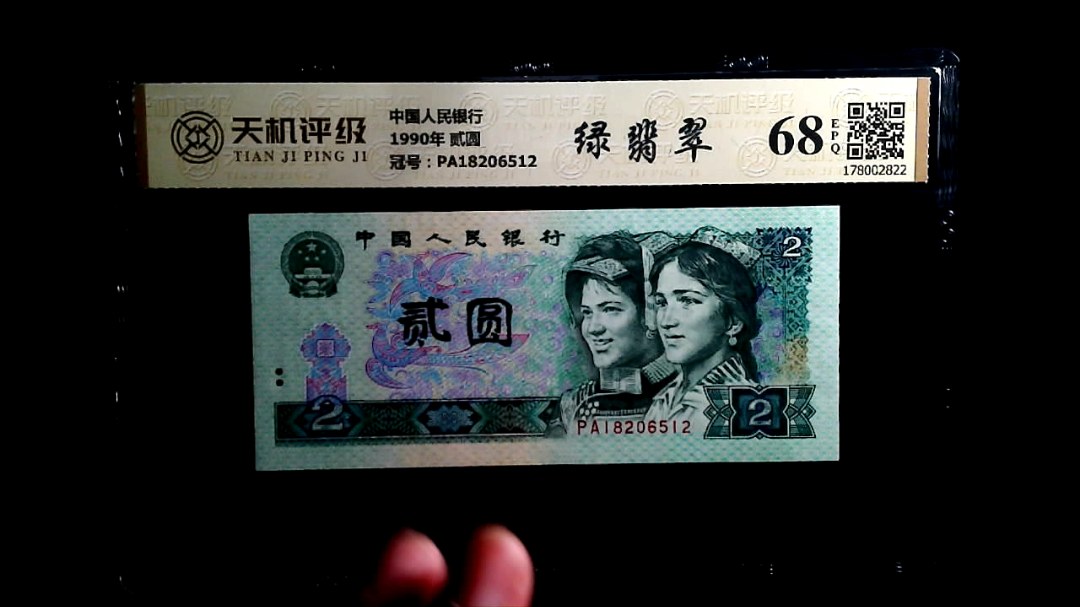 天机评级
TIAN JI PING JI
中国人民银行
1990年 贰圆
冠号：PA18206512
绿翡翠
68
EPQ
178002822
中国人民银行
2
贰圆
2
PA18206512
2